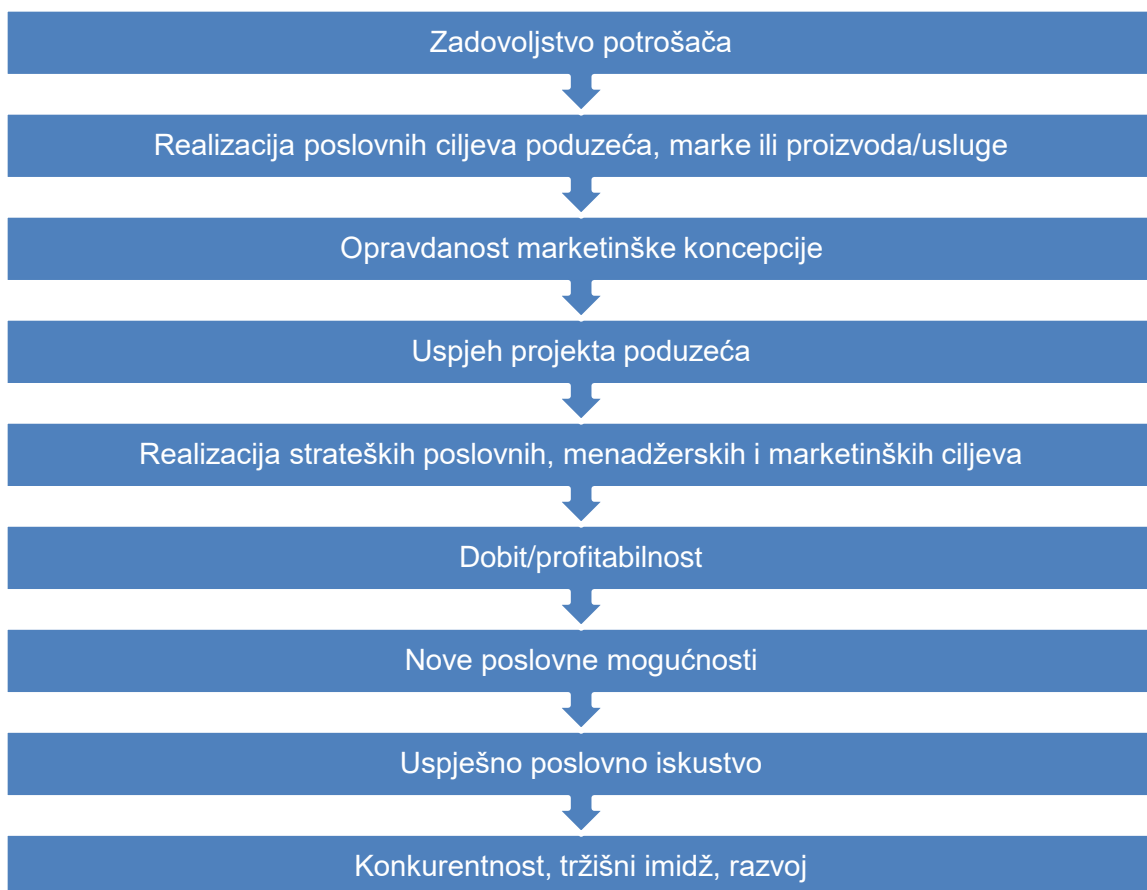 Zadovoljstvo potrošača
Realizacija poslovnih ciljeva poduzeća, marke ili proizvoda/usluge
Opravdanost marketinške koncepcije
Uspjeh projekta poduzeća
Realizacija strateških poslovnih, menadžerskih i marketinških ciljeva
Dobit/profitabilnost
Nove poslovne mogućnosti
Uspješno poslovno iskustvo
Konkurentnost, tržišni imidž, razvoj